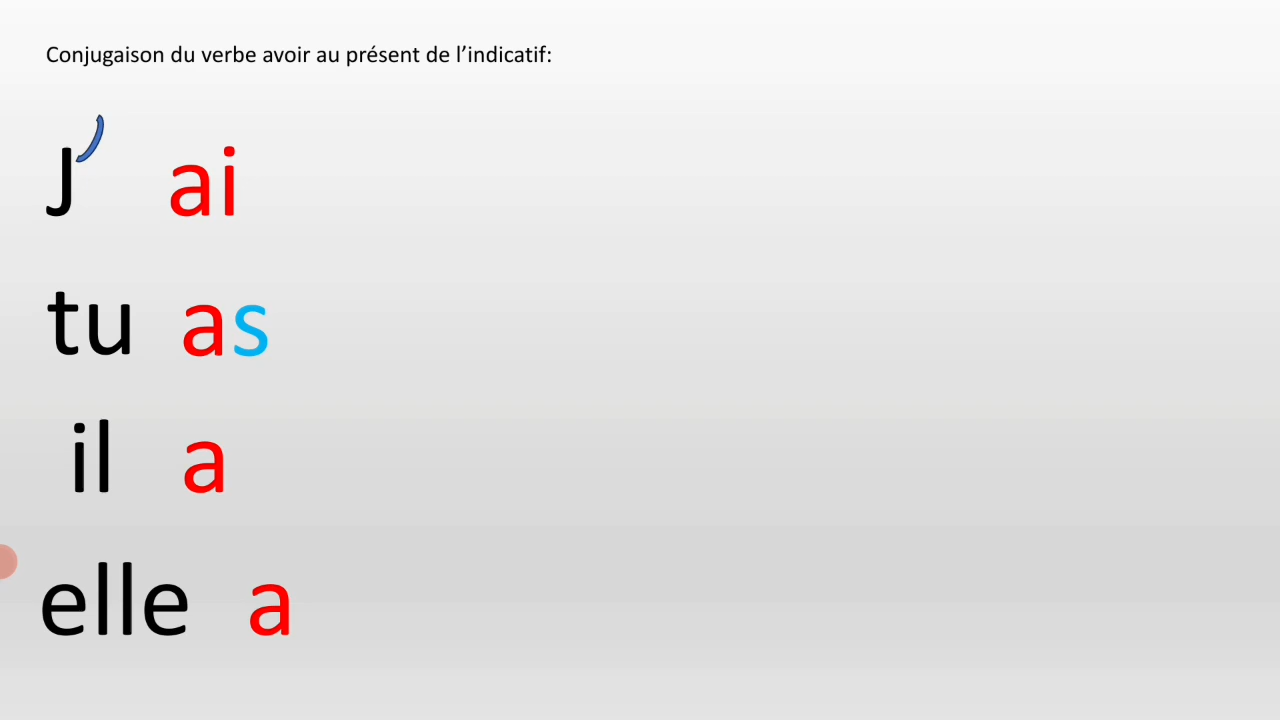 Conjugaison du verbe avoir au présent de l’indicatif:
J’ ai
tu as
il a
elle a